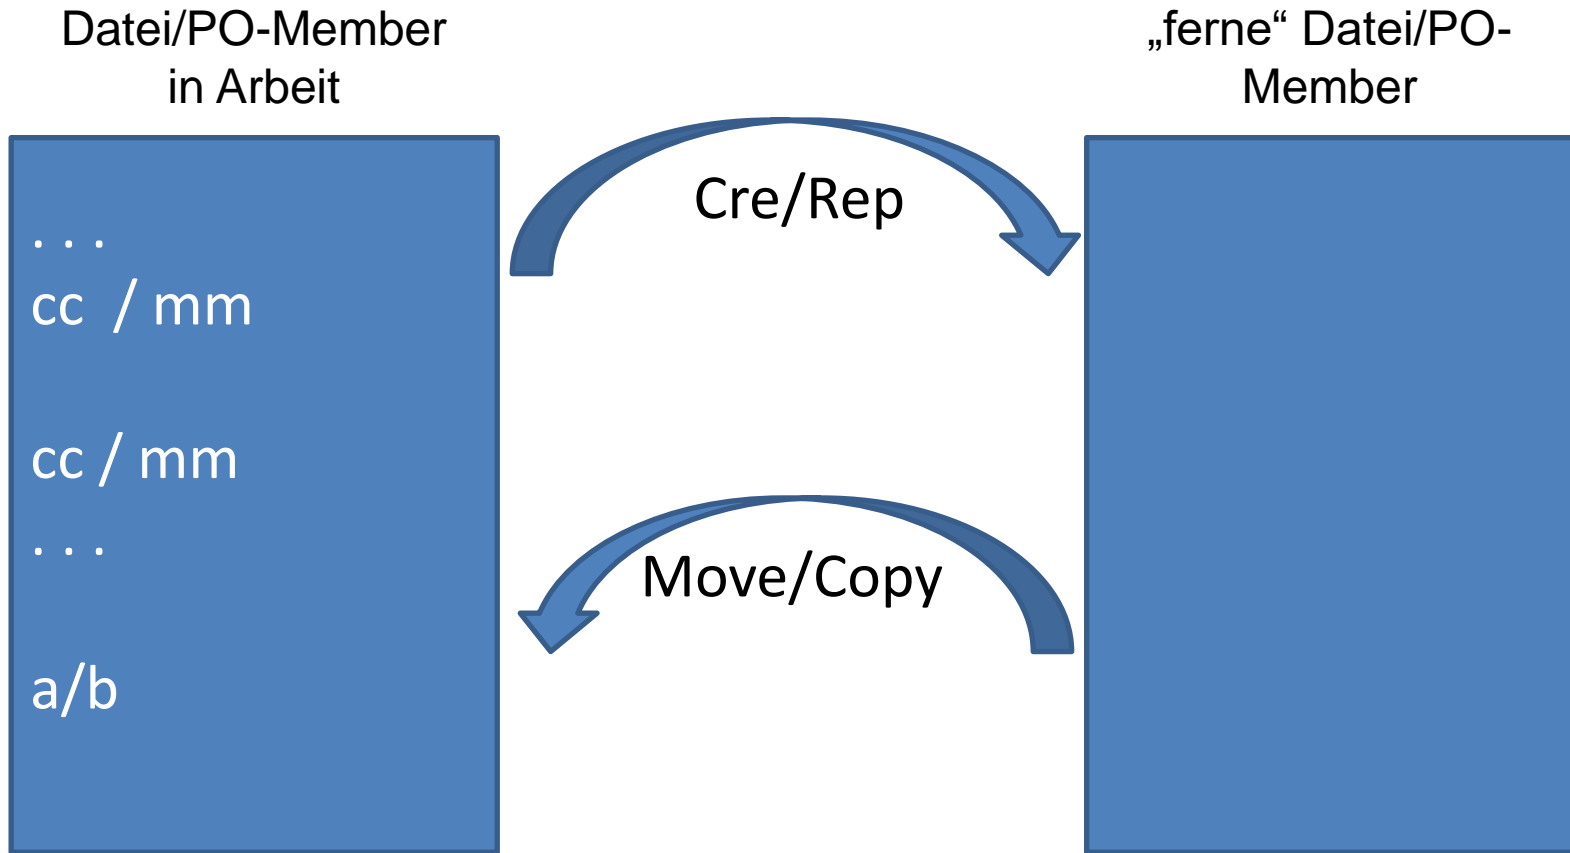 Datei/PO-Member
in Arbeit
„ferne“ Datei/PO-
Member
Cre/Rep
. . .
cc / mm
cc / mm
. . .
Move/Copy
a/b